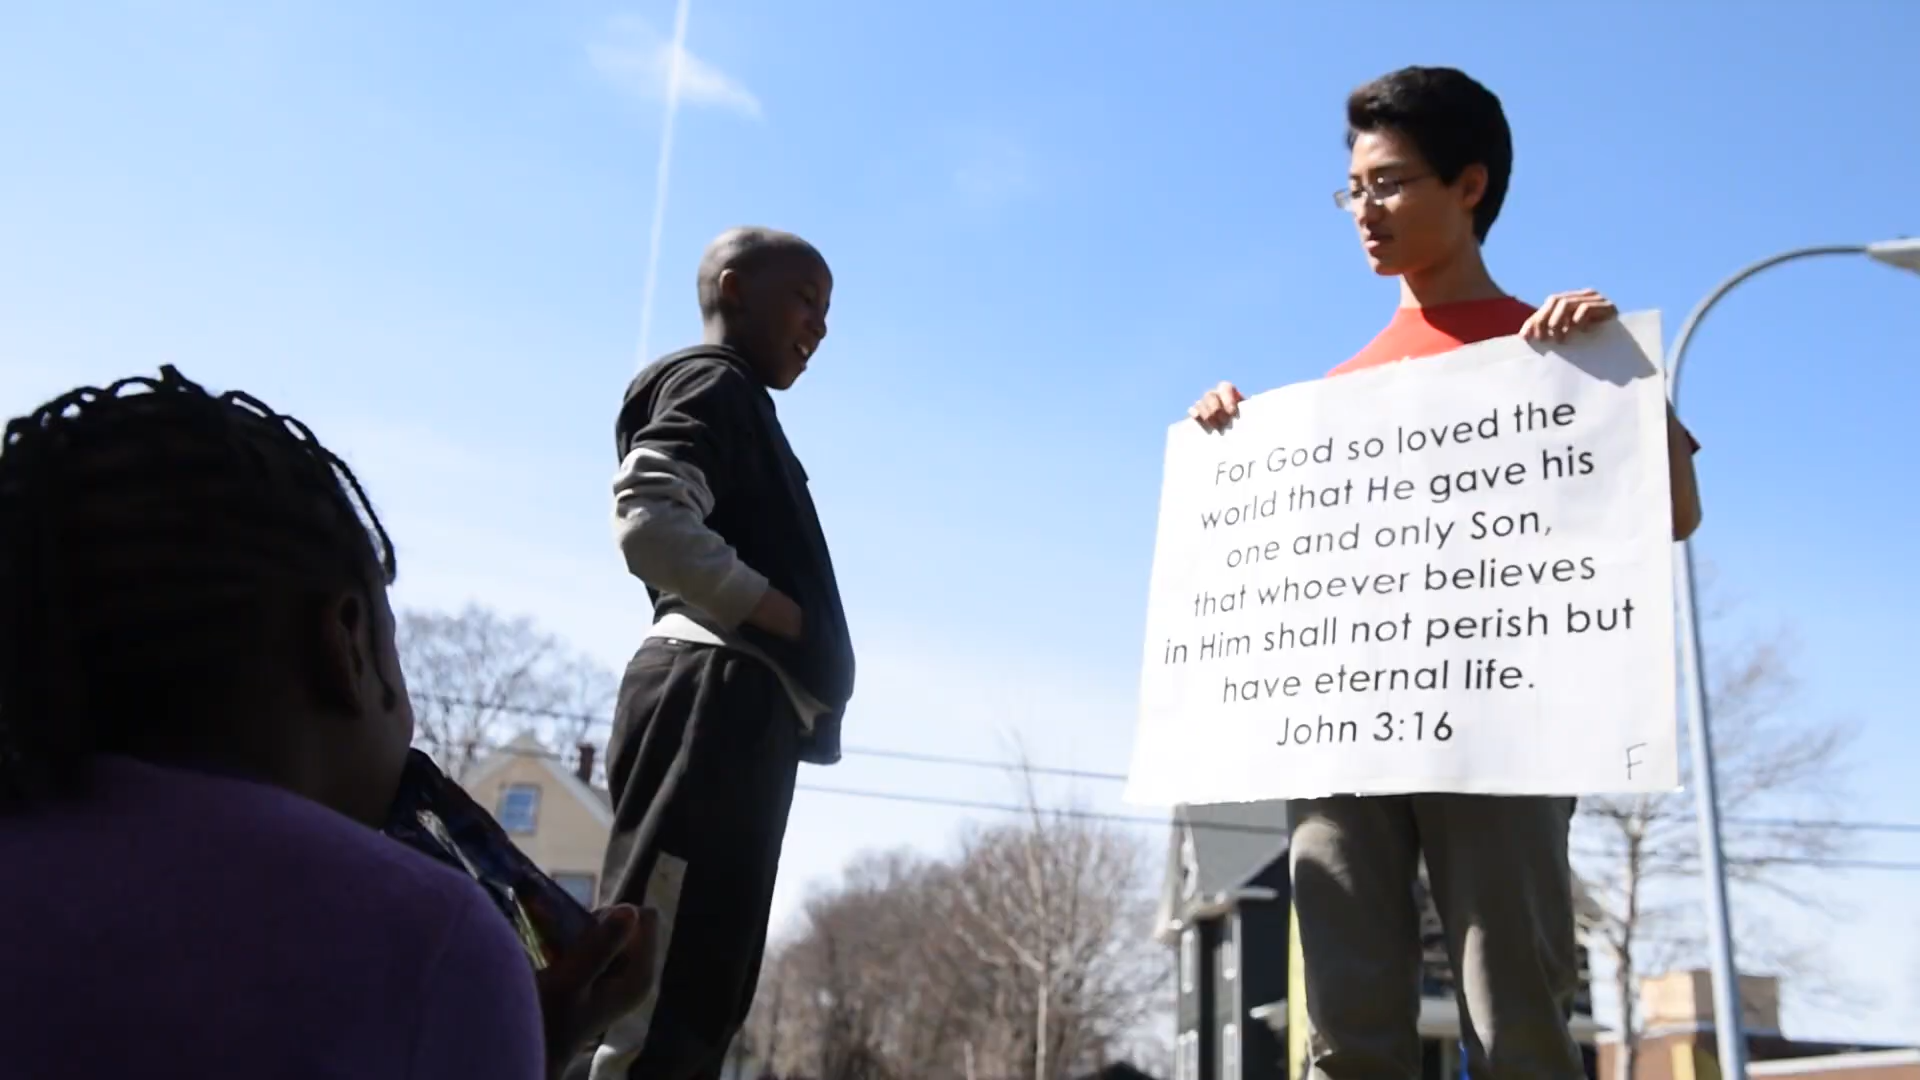 For God so loved the
world that He gave his
one and only Son,
that whoever believes
in Him shall not perish but
have eternal life.
John 3:16
F